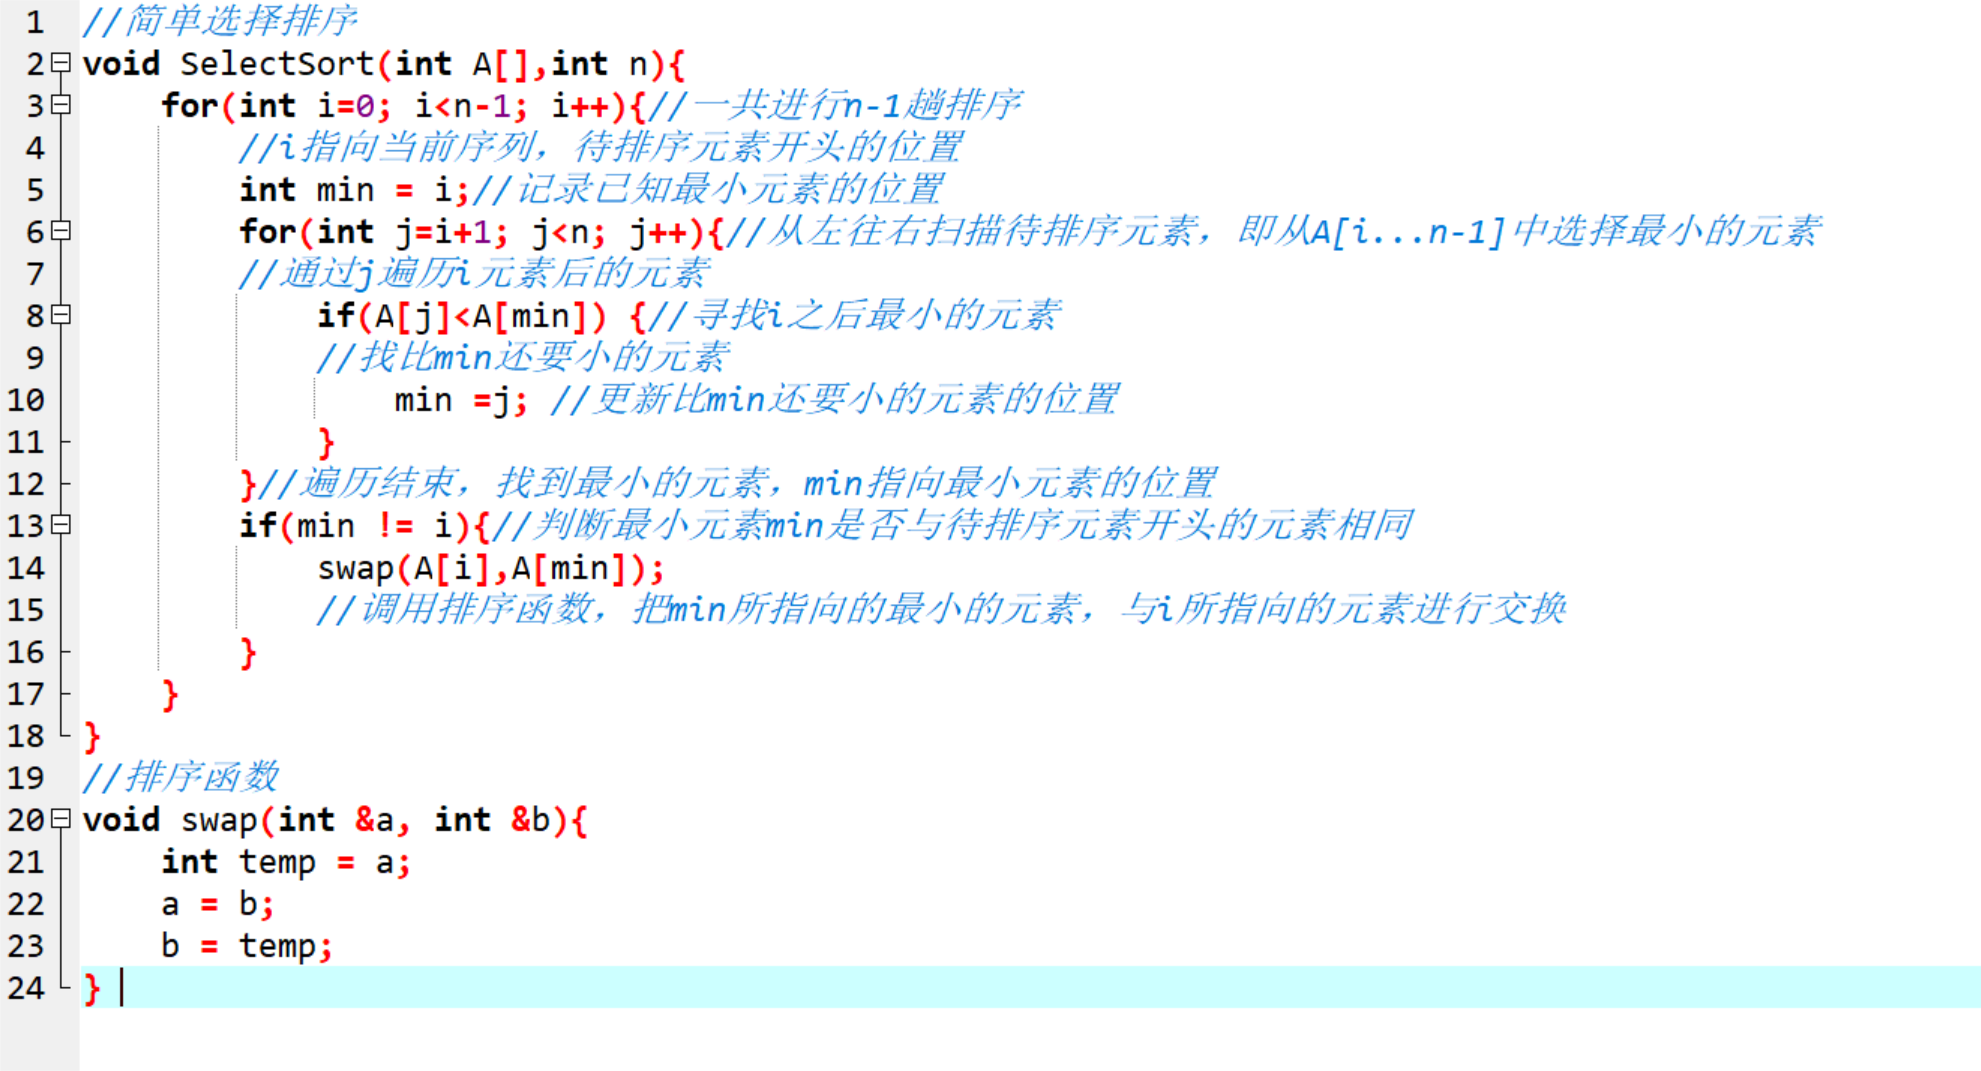 1 //简单选择排序
2 void SelectSort(int A[],int n){
3 for(int i=0; i<n-1; i++){//一共进行n-1趟排序
4 //i指向当前序列，待排序元素开头的位置
5 int min = i;//记录已知最小元素的位置
6 for(int j=i+1; j<n; j++){//从左往右扫描待排序元素，即从A[i...n-1]中选择最小的元素
7 //通过j遍历i元素后的元素
8 if(A[j]<A[min]) {//寻找i之后最小的元素
9 //找比min还要小的元素
10 min =j; //更新比min还要小的元素的位置
11 }
12 }//遍历结束，找到最小的元素，min指向最小元素的位置
13 if(min != i){//判断最小元素min是否与待排序元素开头的元素相同
14 swap(A[i],A[min]);
15 //调用排序函数，把min所指向的最小的元素，与i所指向的元素进行交换
16 }
17 }
18 }
19 //排序函数
20 void swap(int &a, int &b){
21 int temp = a;
22 a = b;
23 b = temp;
24 }